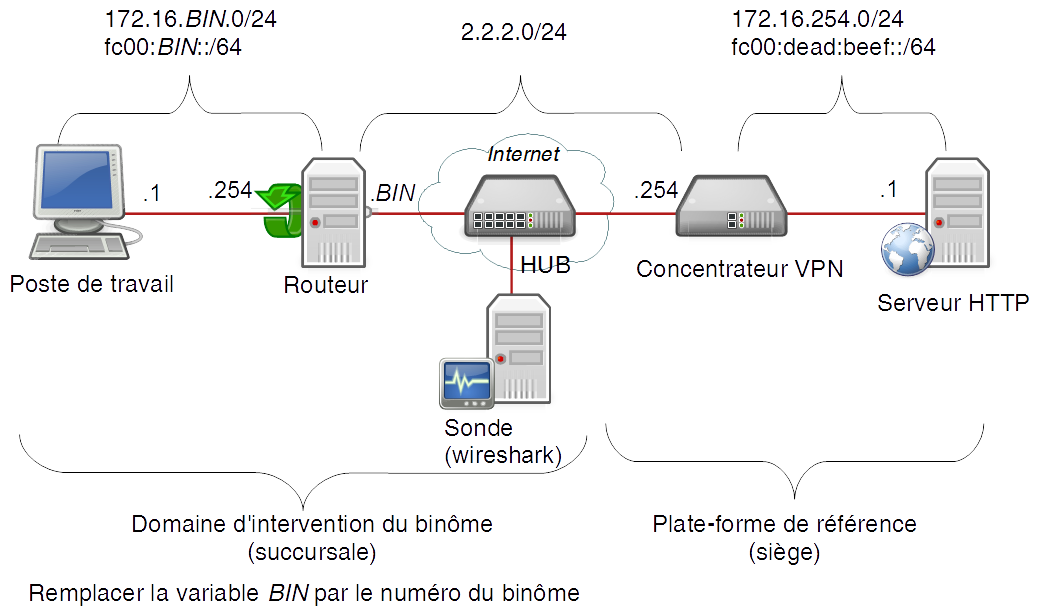 172.16.BIN.0/24
fc00:BIN::/64
2.2.2.0/24
172.16.254.0/24
fc00:dead:beef::/64
Internet
.1
.254
.BIN
.254
.1
HUB
Poste de travail
Routeur
Concentrateur VPN
Serveur HTTP
Sonde
(wireshark)
Domaine d'intervention du binôme
(succursale)
Plate-forme de référence
(siège)
Remplacer la variable BIN par le numéro du binôme